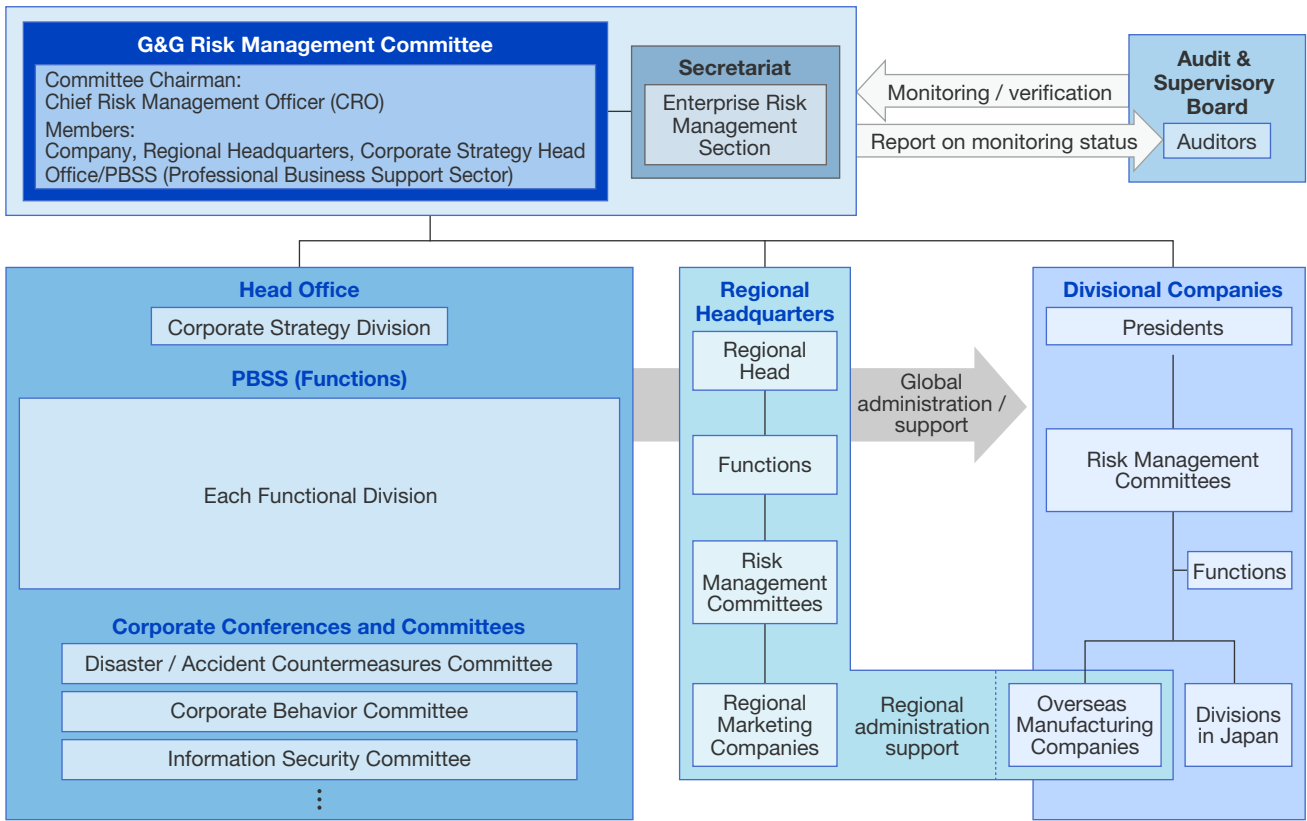 G&G Risk Management Committee
Committee Chairman:
Chief Risk Management Officer (CRO)
Members:
Company, Regional Headquarters, Corporate Strategy Head
Office/PBSS (Professional Business Support Sector)
Secretariat
Enterprise Risk
Management
Section
Monitoring / verification
Report on monitoring status
Audit &
Supervisory
Board
Auditors
Head Office
Corporate Strategy Division
PBSS (Functions)
Each Functional Division
Corporate Conferences and Committees
Disaster / Accident Countermeasures Committee
Corporate Behavior Committee
Information Security Committee
⋮
Regional
Headquarters
Regional
Head
Functions
Risk
Management
Committees
Regional
Marketing
Companies
Global
administration /
support
Regional
administration
support
Divisional Companies
Presidents
Risk Management
Committees
Functions
Overseas
Manufacturing
Companies
Divisions
in Japan